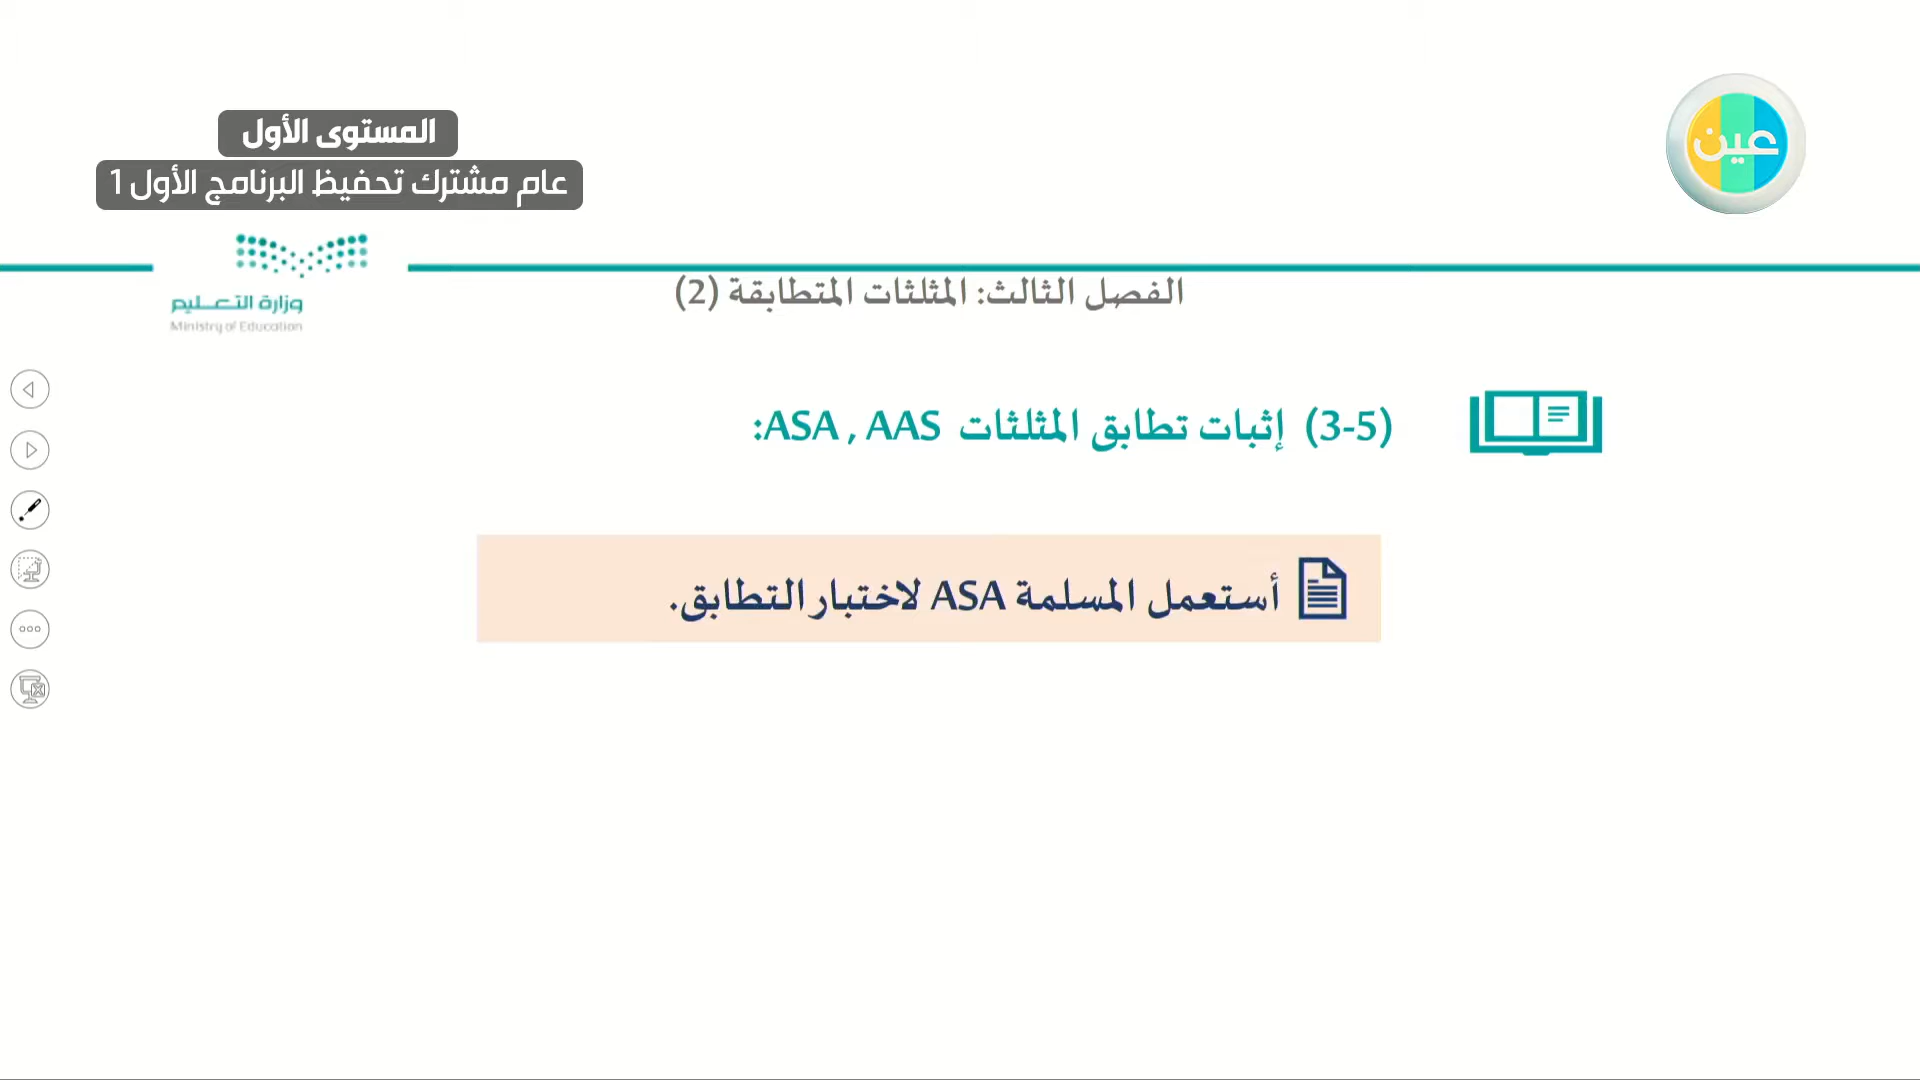 المستوى الأول
عام مشترك تحفيظ البرنامج الأول 1
عين
وزارة التعـــليم
Ministry of Education
الفصل الثالث: المثلثات المتطابقة (2)
(3-5) إثبات تطابق المثلثات ASA , AAS:
أستعمل المسلمة ASA لاختبار التطابق.